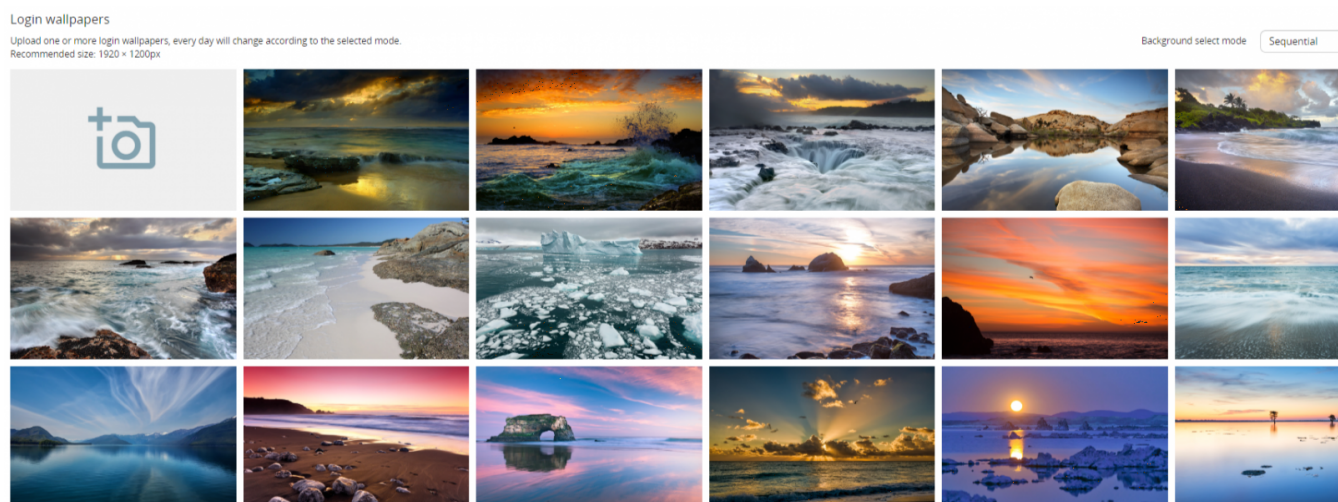 Login wallpapers
Upload one or more login wallpapers, every day will change according to the selected mode.
Background select mode
Sequential
Recommended size: 1920 × 1200px